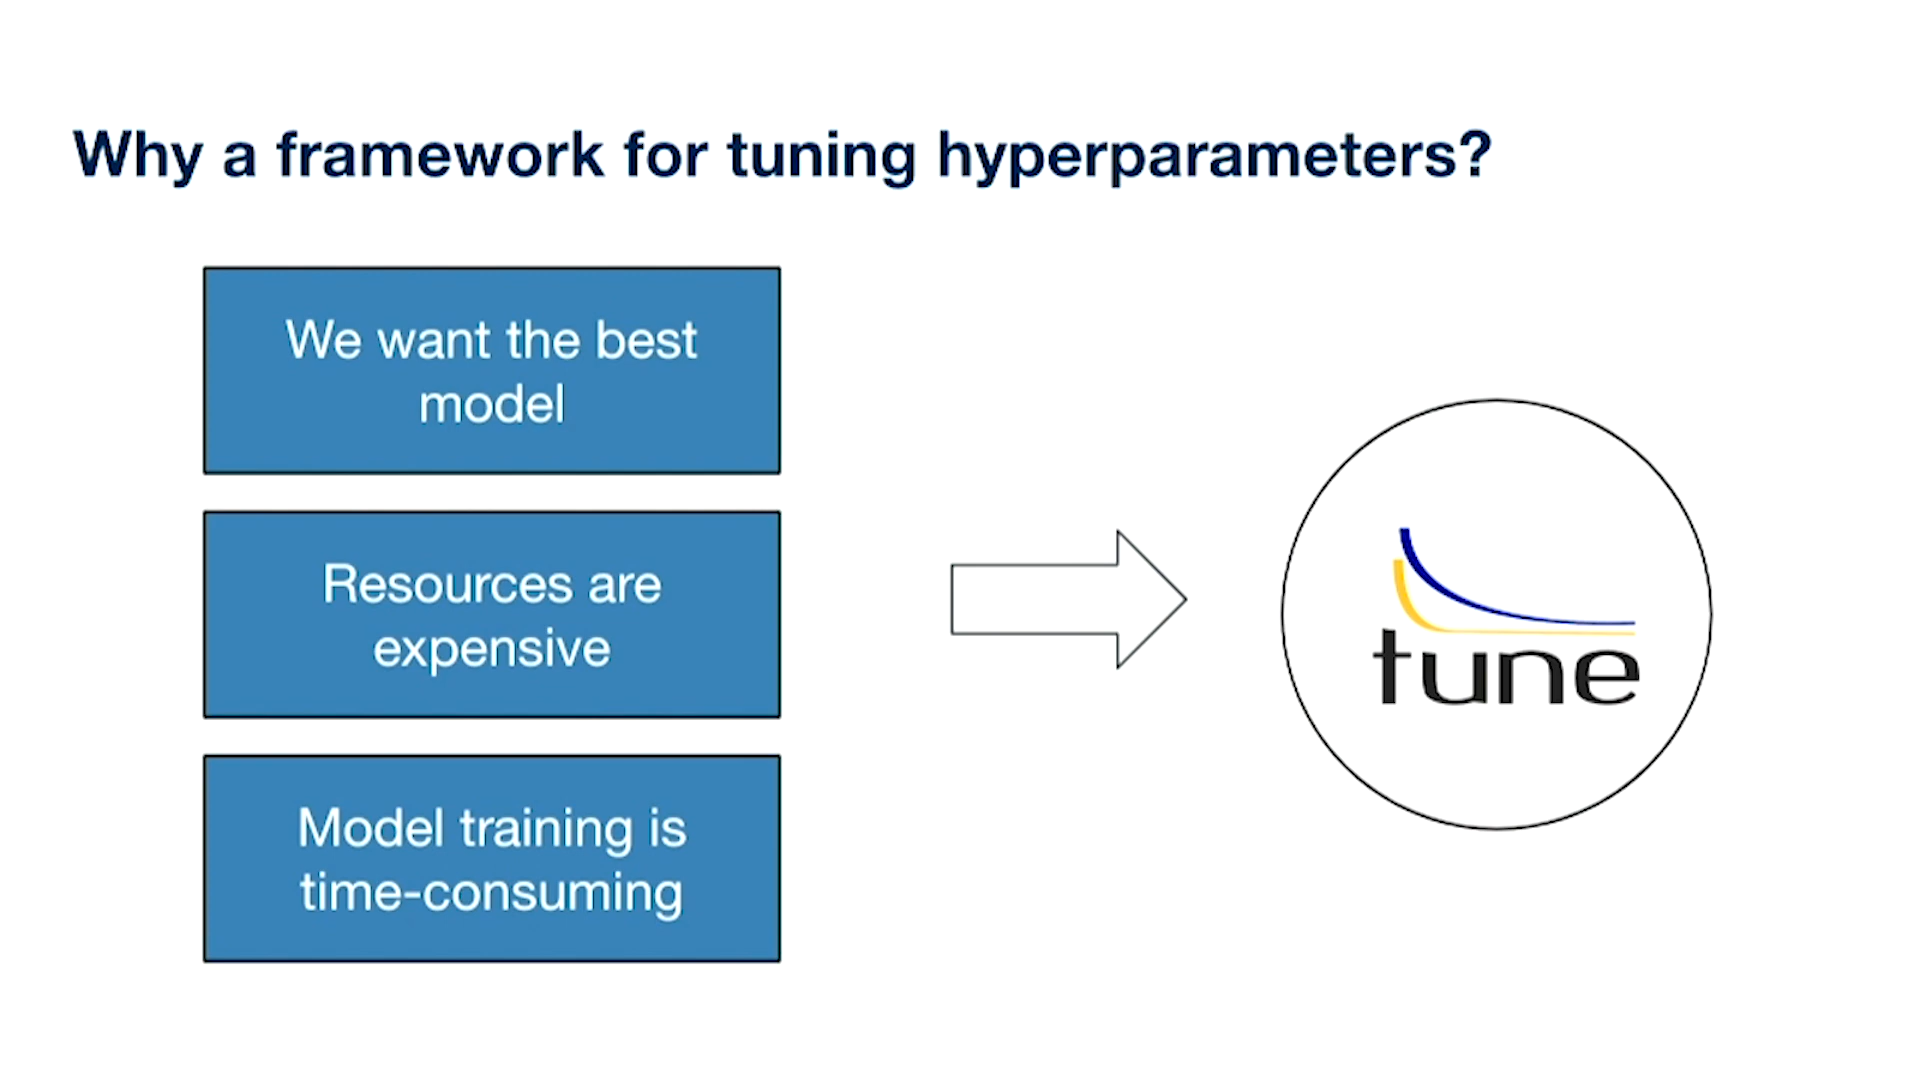 Why a framework for tuning hyperparameters?
We want the best
model
Resources are
expensive
Model training is
time-consuming
tune